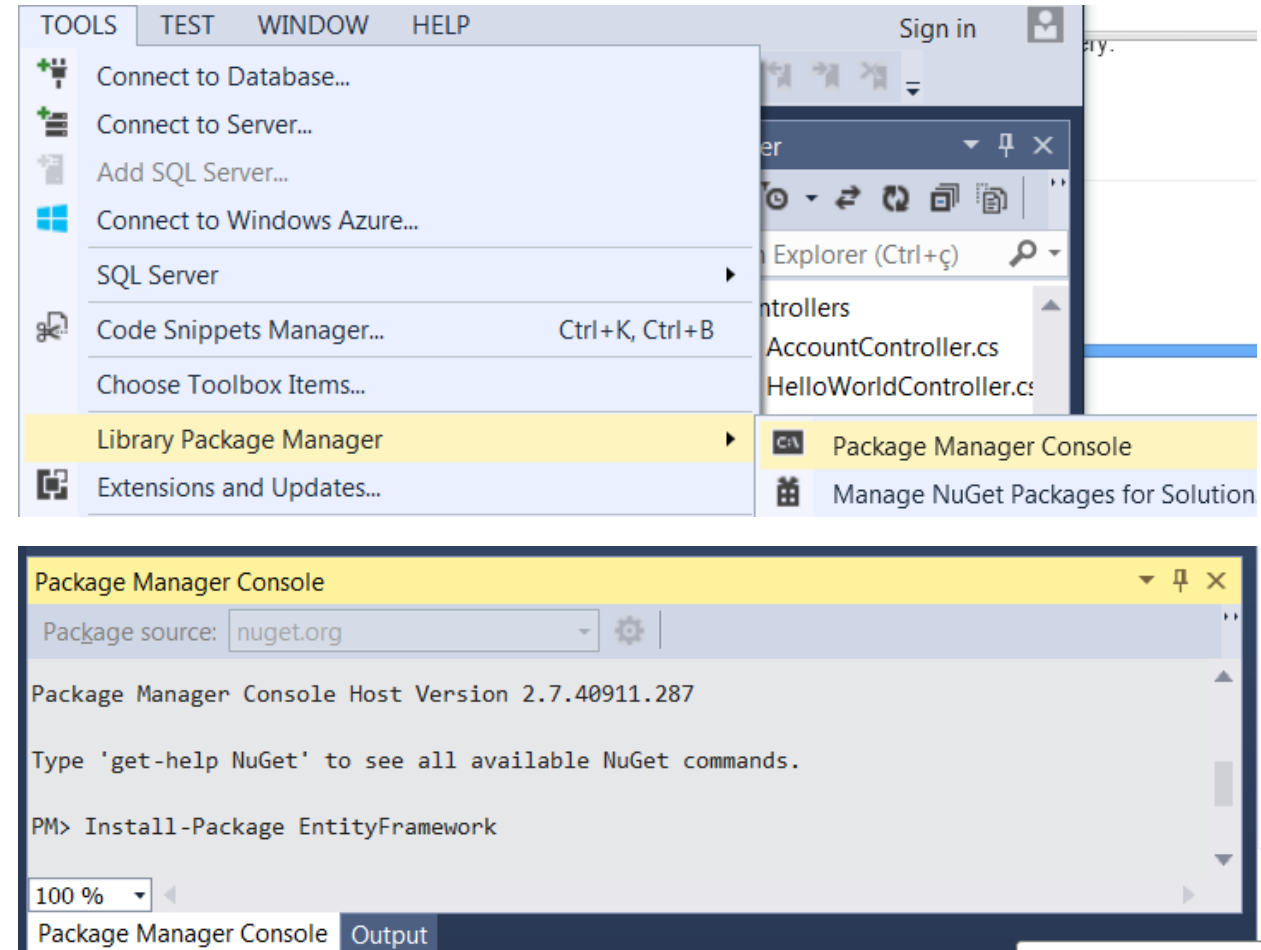 TOOLS TEST WINDOW HELP Sign in
ery.
Connect to Database...
Connect to Server...
er
Add SQL Server...
Connect to Windows Azure...
Explorer (Ctrl+ç)
SQL Server
ntrollers
Code Snippets Manager... Ctrl+K, Ctrl+B
AccountController.cs
Choose Toolbox Items...
HelloWorldController.cs
Library Package Manager
C:\ Package Manager Console
Extensions and Updates...
Manage NuGet Packages for Solution
Package Manager Console
Package source: nuget.org
Package Manager Console Host Version 2.7.40911.287
Type 'get-help NuGet' to see all available NuGet commands.
PM> Install-Package EntityFramework
100 %
Package Manager Console Output